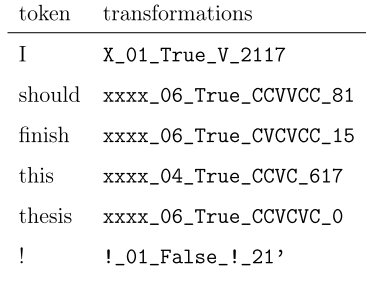 token transformations
I X_01_True_V_2117
should xxxx_06_True_CCVVCC_81
finish xxxx_06_True_CVCVCC_15
this xxxx_04_True_CCVC_617
thesis xxxx_06_True_CCVCVC_0
! !_01_False_!_21'